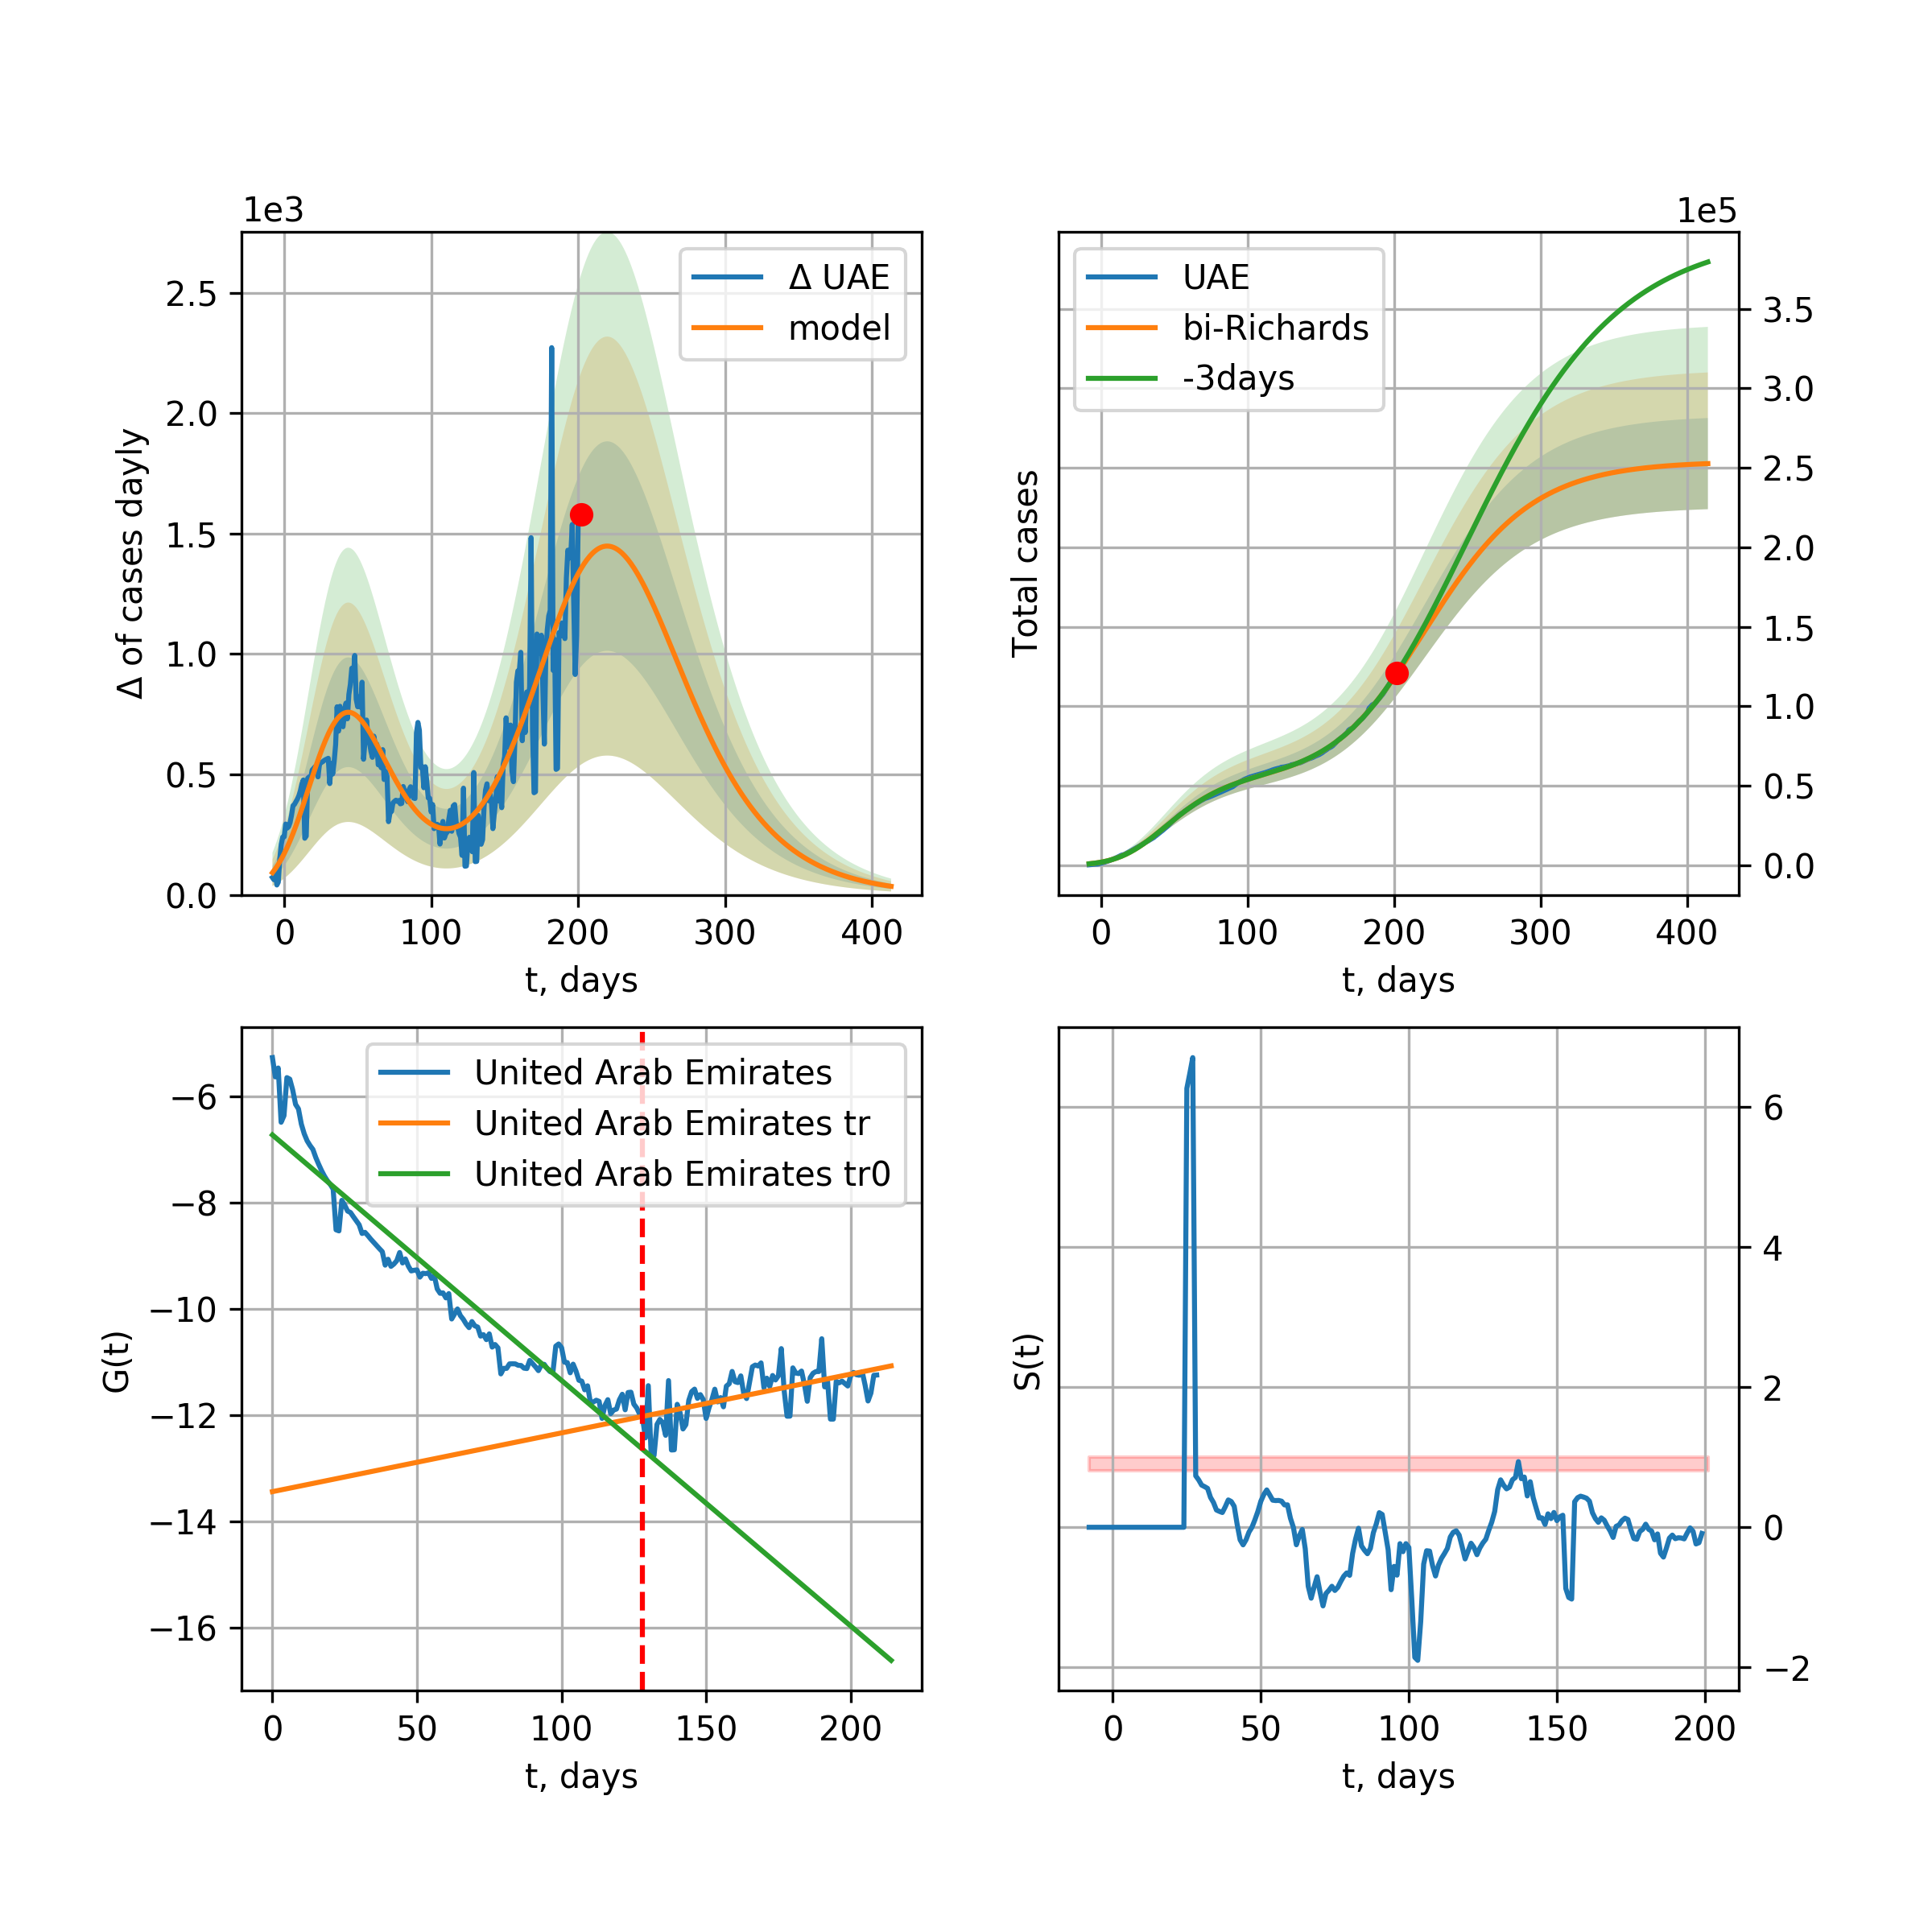 1e3
Δ of cases dayly
2.5
2.0
1.5
1.0
0.5
0.0
Δ UAE
model
0 100 200 300 400
t, days
1e5
Total cases
UAE
bi-Richards
-3days
3.5
3.0
2.5
2.0
1.5
1.0
0.5
0.0
0 100 200 300 400
t, days
G(t)
−6
−8
−10
−12
−14
−16
United Arab Emirates
United Arab Emirates tr
United Arab Emirates tr0
0 50 100 150 200
t, days
S(t)
6
4
2
0
−2
0 50 100 150 200
t, days